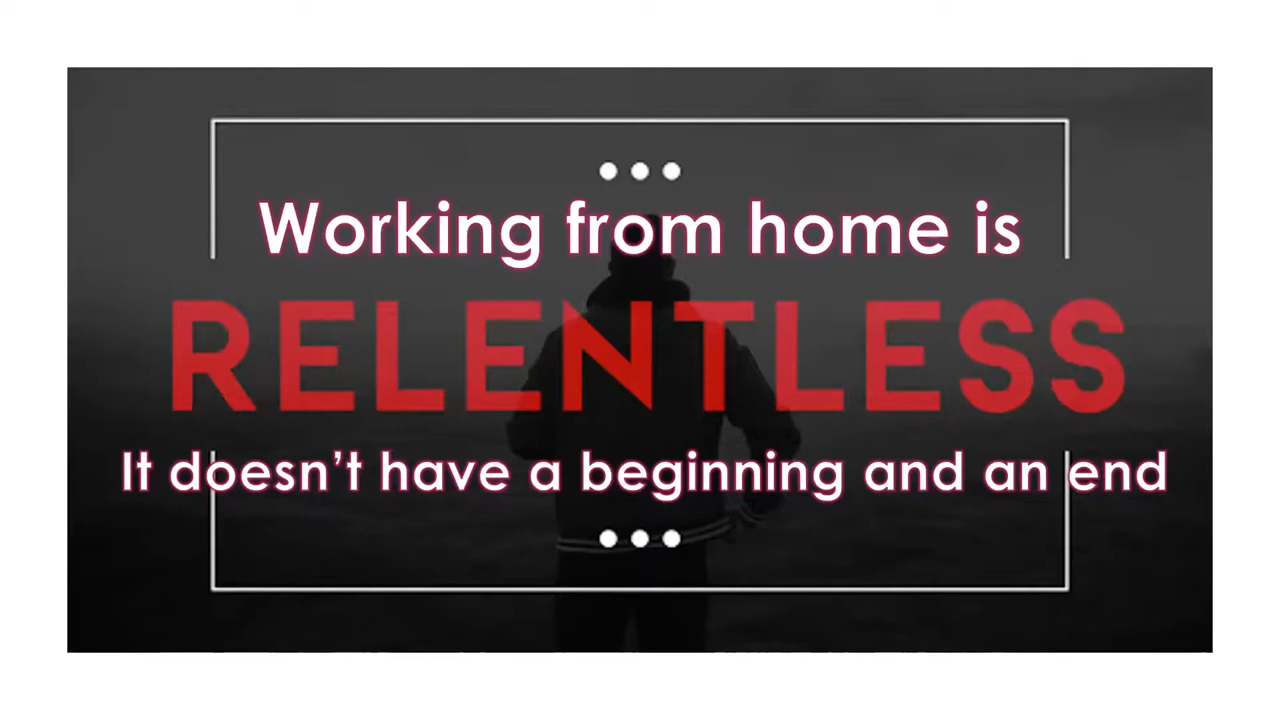 Working from home is
RELENTLESS
It doesn’t have a beginning and an end